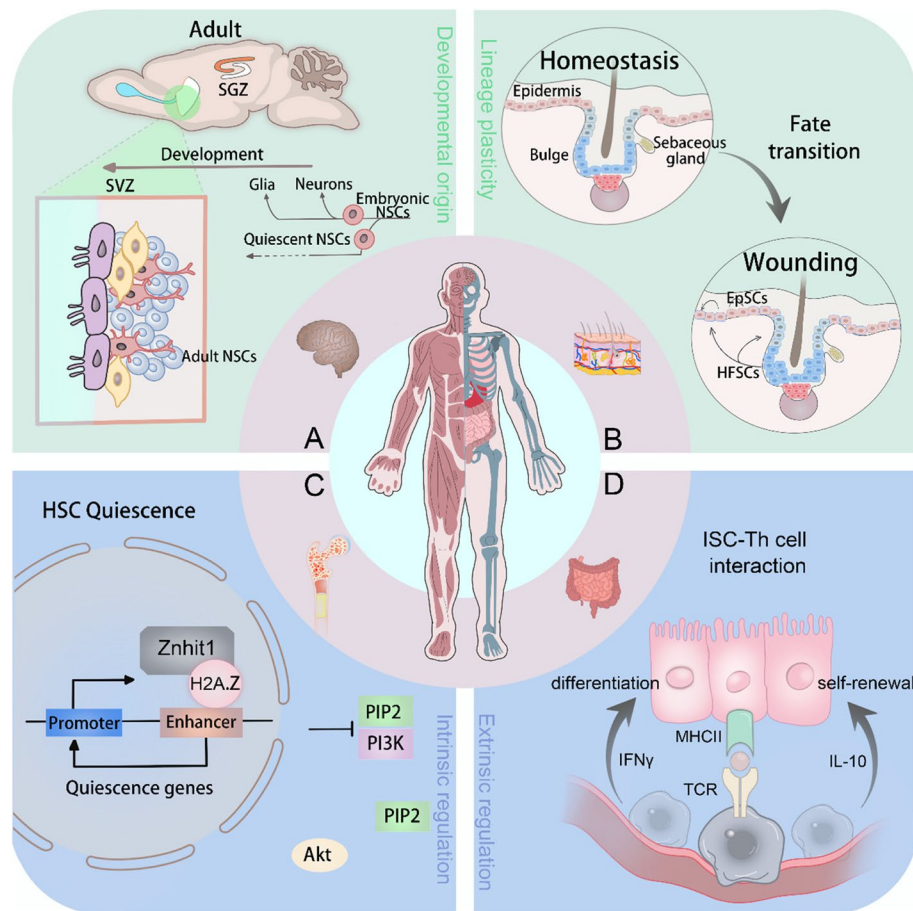 Adult
SGZ
Development
SVZ
Glia
Neurons
Embryonic
NSCs
Quiescent NSCs
Adult NSCs
Developmental origin
A
Lineage plasticity
Homeostasis
Epidermis
Bulge
Sebaceous
gland
Fate
transition
Wounding
EpSCs
HFSCs
B
C
HSC Quiescence
Znhit1
H2A.Z
Promoter
Enhancer
Quiescence genes
PIP2
PI3K
PIP2
Akt
Intrinsic regulation
D
Extrinsic regulation
ISC-Th cell
interaction
differentiation
self-renewal
MHCII
IFNγ
TCR
IL-10